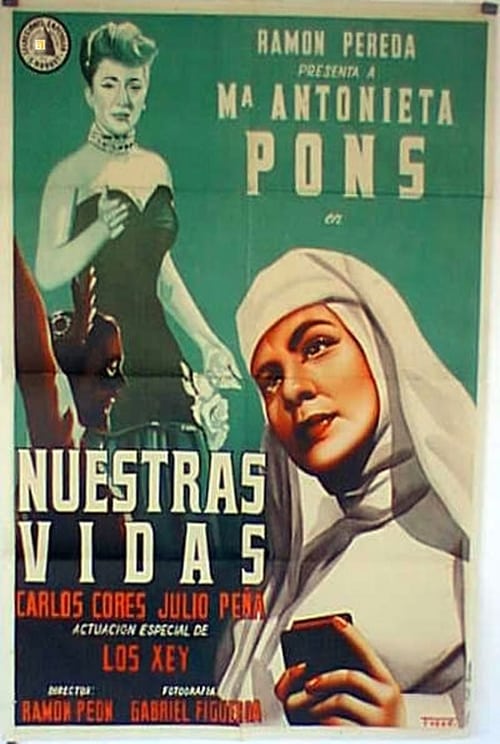 RAMON PEREDA
PRESENTA A
Mª ANTONIETA
PONS
en
NUESTRAS
VIDAS
CARLOS CORES JULIO PEÑA
ACTUACION ESPECIAL DE
LOS XEY
DIRECTOR: FOTOGRAFIA
RAMON PEON GABRIEL FIGUEROA